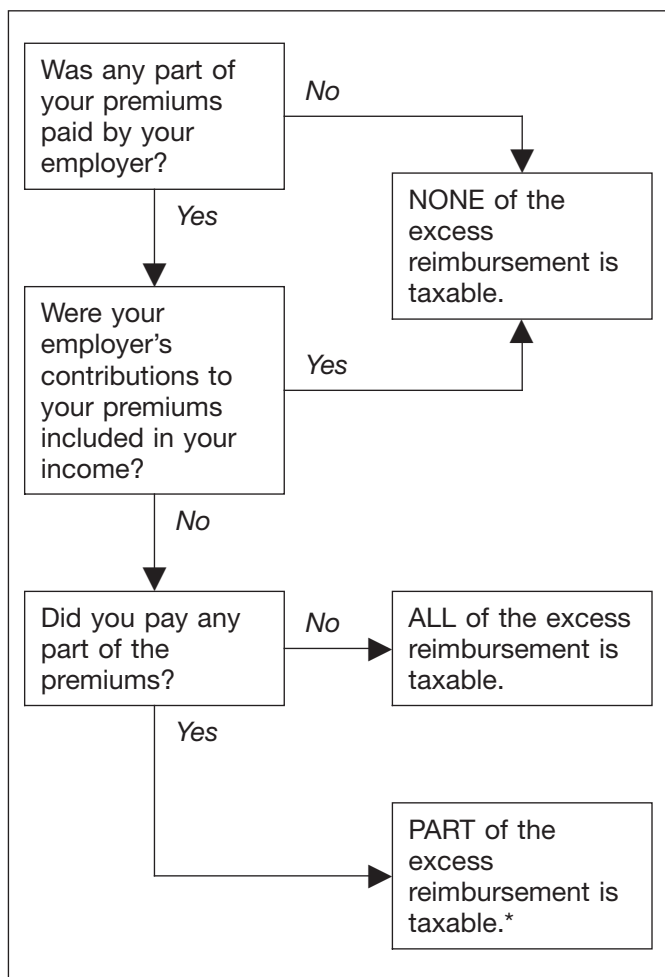 Was any part of
your premiums
paid by your
employer?
No
Yes
NONE of the
excess
reimbursement is
taxable.
Were your
employer’s
contributions to
your premiums
included in your
income?
Yes
No
Did you pay any
part of the
premiums?
No
ALL of the excess
reimbursement is
taxable.
Yes
PART of the
excess
reimbursement is
taxable.*